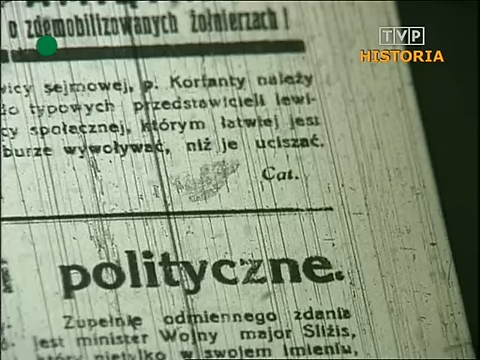 o zdemobilizowanych żołnierzach!
TVP
HISTORIA
wicy sejmowej, p. Korfanty należy
do typowych przedstawicieli lewi-
cy społecznej, którym łatwiej jest
burze wywoływać, niż je uciszać.
Cat.
polityczne.
Zupełnie odmiennego zdania
jest minister Wojny major Śliżis,
który nietylko w swojem imieniu,